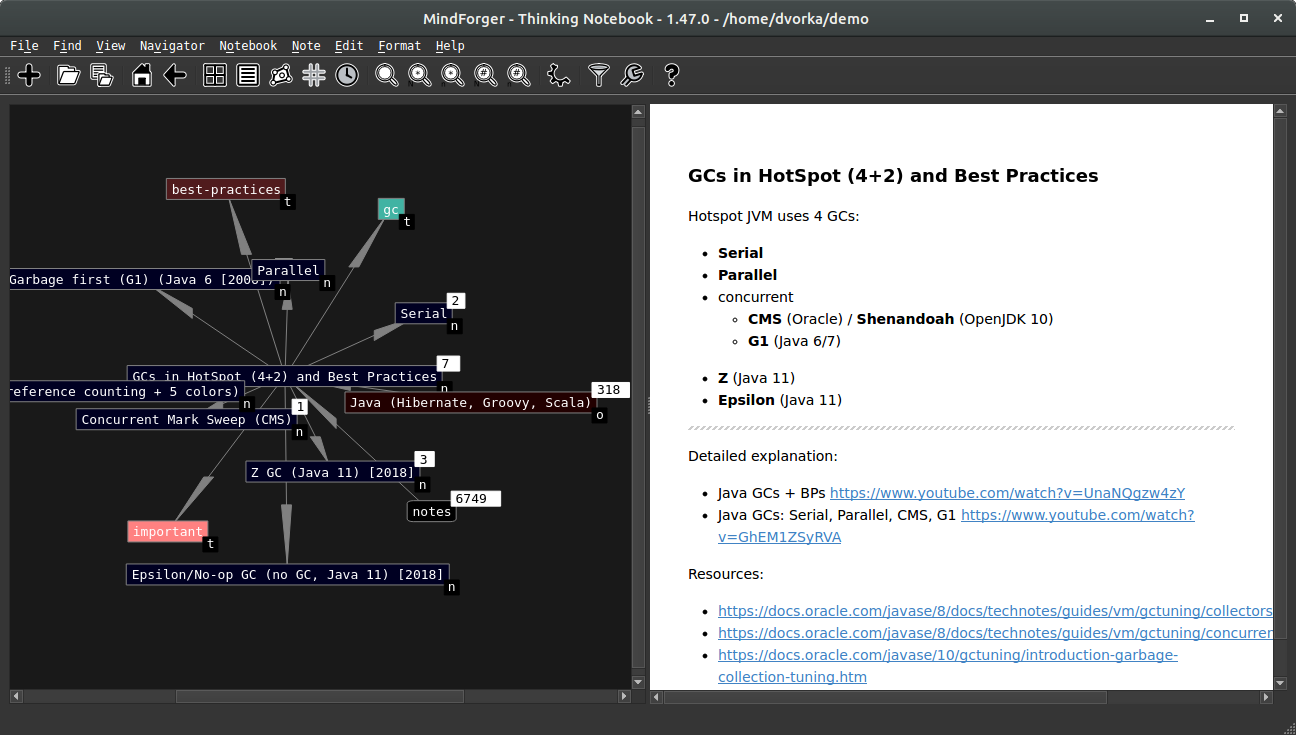 MindForger - Thinking Notebook - 1.47.0 - /home/dvorka/demo
File Find View Navigator Notebook Note Edit Format Help
best-practices
t
gc
t
Parallel
n
Garbage first (G1) (Java 6 [200
n
2
Serial
n
7
GCs in HotSpot (4+2) and Best Practices
n
reference counting + 5 colors)
n
318
Java (Hibernate, Groovy, Scala)
o
1
Concurrent Mark Sweep (CMS)
n
3
Z GC (Java 11) [2018]
n
6749
notes
important
t
Epsilon/No-op GC (no GC, Java 11) [2018]
n
GCs in HotSpot (4+2) and Best Practices
Hotspot JVM uses 4 GCs:
• Serial
• Parallel
• concurrent
◦ CMS (Oracle) / Shenandoah (OpenJDK 10)
◦ G1 (Java 6/7)
• Z (Java 11)
• Epsilon (Java 11)
Detailed explanation:
• Java GCs + BPs https://www.youtube.com/watch?v=UnaNQgzw4zY
• Java GCs: Serial, Parallel, CMS, G1 https://www.youtube.com/watch?
v=GhEM1ZSyRVA
Resources:
• https://docs.oracle.com/javase/8/docs/technotes/guides/vm/gctuning/collectors
• https://docs.oracle.com/javase/8/docs/technotes/guides/vm/gctuning/concurren
• https://docs.oracle.com/javase/10/gctuning/introduction-garbage-
collection-tuning.htm